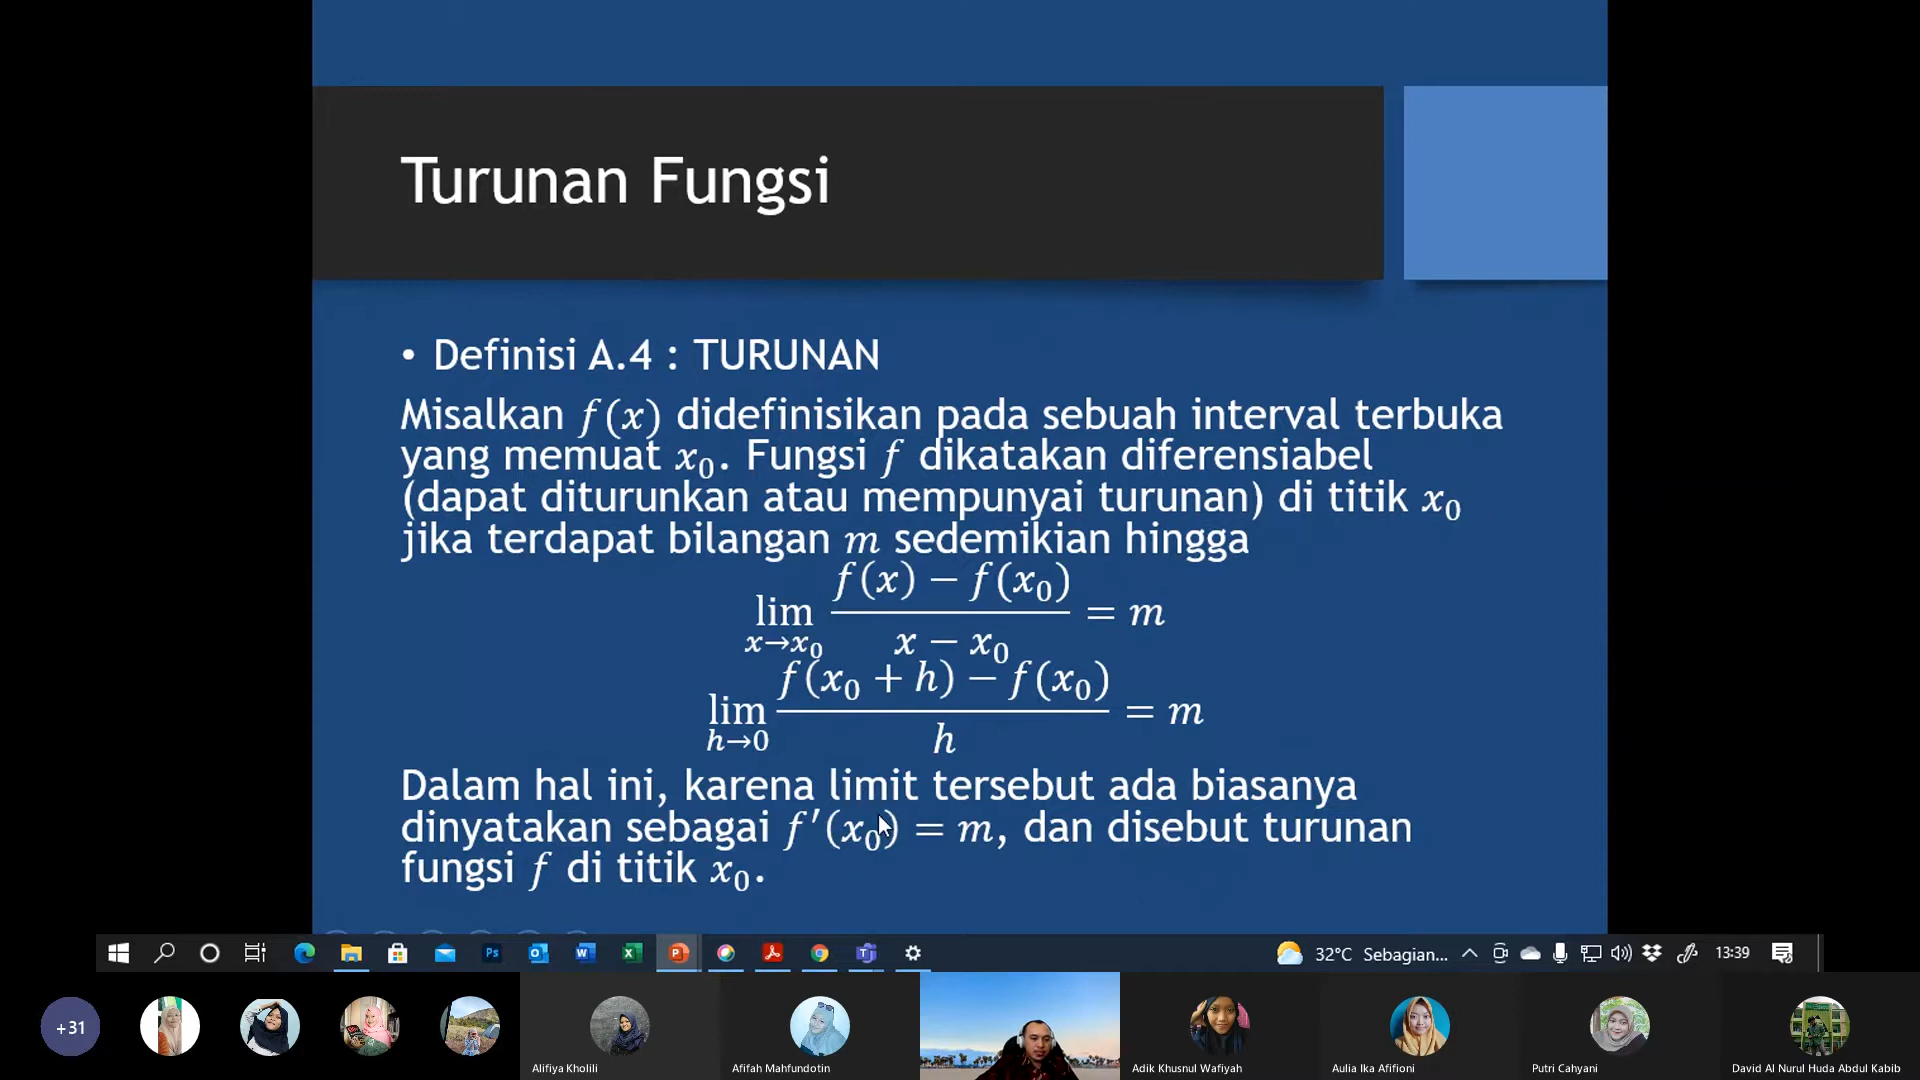 Turunan Fungsi
• Definisi A.4 : TURUNAN
Misalkan f(x) didefinisikan pada sebuah interval terbuka
yang memuat x₀. Fungsi f dikatakan diferensiabel
(dapat diturunkan atau mempunyai turunan) di titik x₀
jika terdapat bilangan m sedemikian hingga
lim x→x₀ (f(x) − f(x₀))/(x − x₀) = m
lim h→0 (f(x₀ + h) − f(x₀))/h = m
Dalam hal ini, karena limit tersebut ada biasanya
dinyatakan sebagai f′(x₀) = m, dan disebut turunan
fungsi f di titik x₀.
32°C Sebagian... 13:39
+31
Alifiya Kholili
Afifah Mahfundotin
Adik Khusnul Wafiyah
Aulia Ika Afifioni
Putri Cahyani
David Al Nurul Huda Abdul Kabib